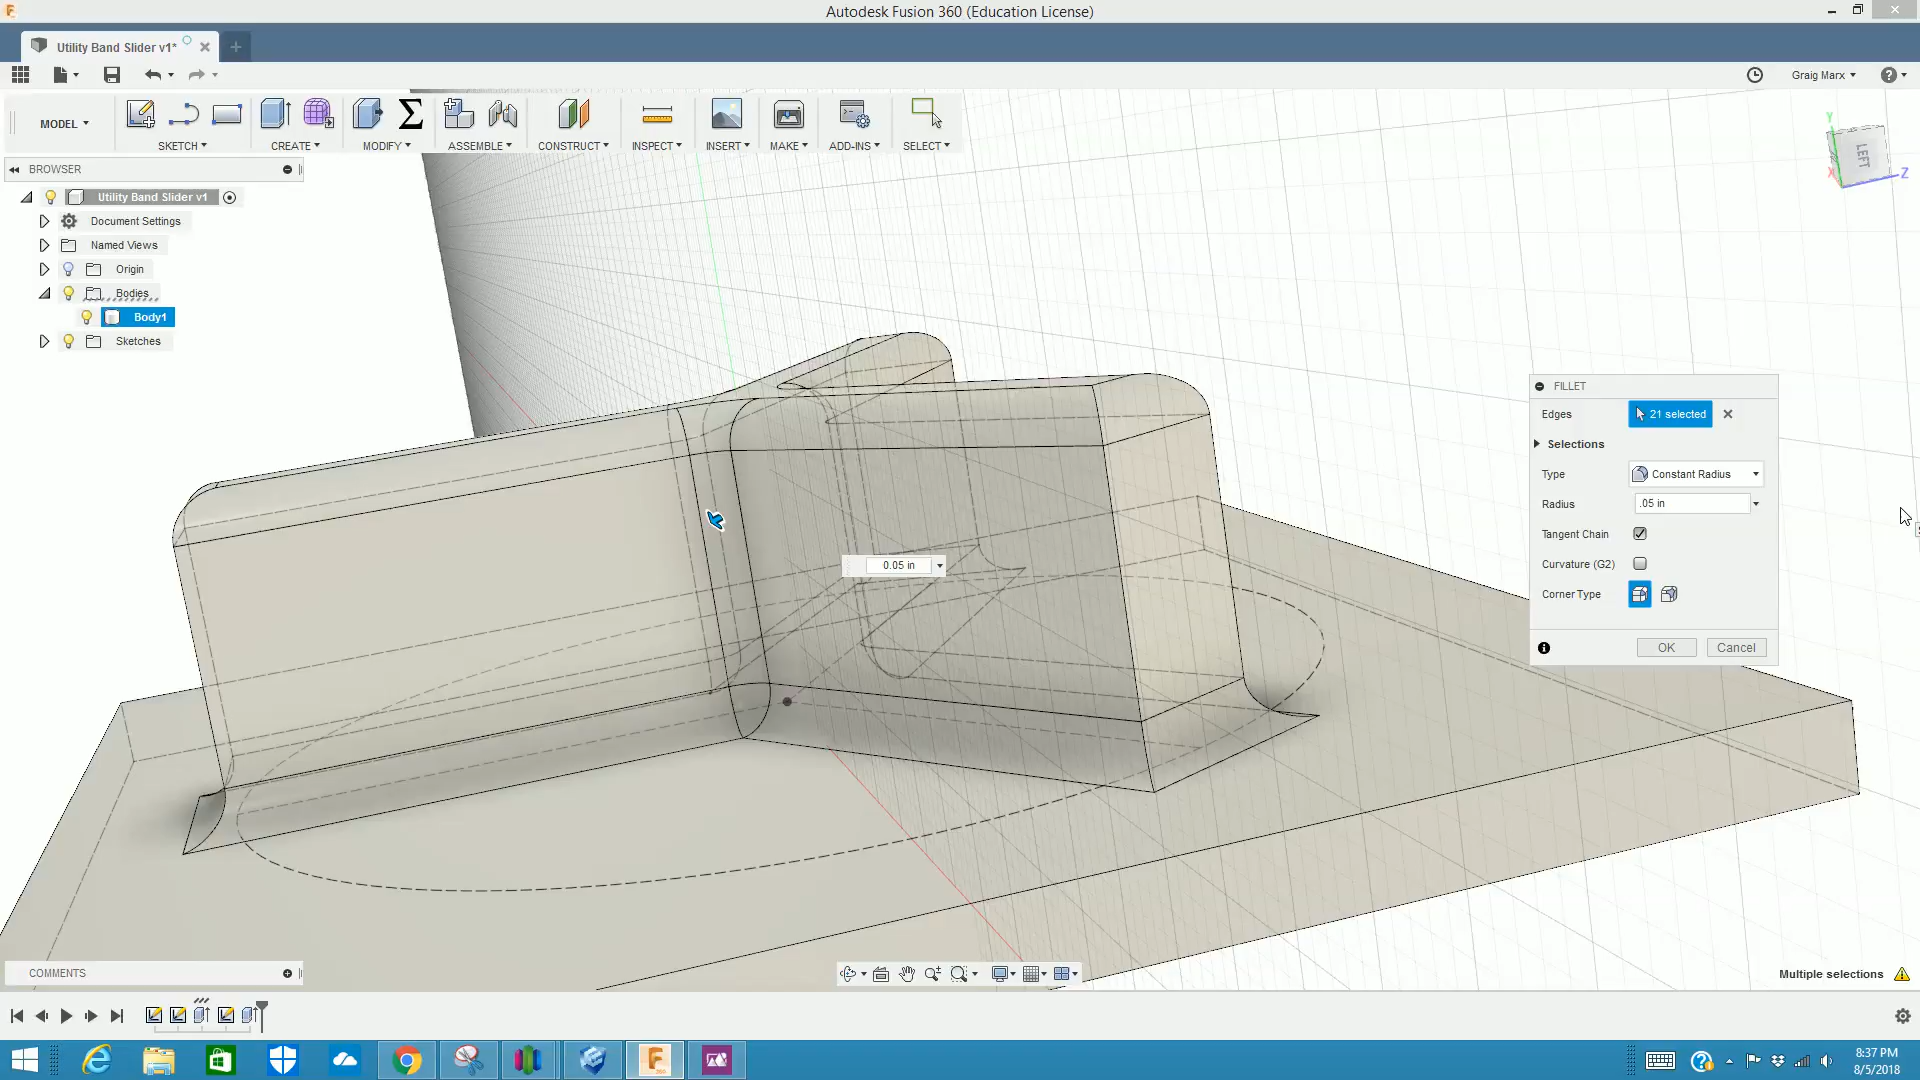 Autodesk Fusion 360 (Education License)
Utility Band Slider v1*
Graig Marx
MODEL
SKETCH
CREATE
MODIFY
ASSEMBLE
CONSTRUCT
INSPECT
INSERT
MAKE
ADD-INS
SELECT
BROWSER
Utility Band Slider v1
Document Settings
Named Views
Origin
Bodies
Body1
Sketches
Y
LEFT
X
Z
FILLET
Edges
21 selected
Selections
Type
Constant Radius
Radius
.05 in
Tangent Chain
Curvature (G2)
Corner Type
OK
Cancel
0.05 in
COMMENTS
Multiple selections
8:37 PM
8/5/2018